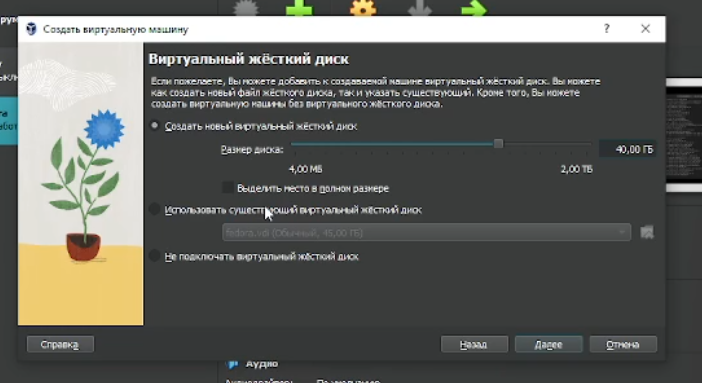 Создать виртуальную машину
?
Виртуальный жёсткий диск
Если пожелаете, Вы можете добавить к создаваемой машине виртуальный жёсткий диск. Вы можете
как создать новый файл жёсткого диска, так и указать существующий. Кроме того, Вы можете
создать виртуальную машины без виртуального жёсткого диска.
Создать новый виртуальный жёсткий диск
Размер диска:
40,00 ГБ
4,00 МБ
2,00 ТБ
Выделить место в полном размере
Использовать существующий виртуальный жёсткий диск
fedora.vdi (Обычный, 45,00 ГБ)
Не подключать виртуальный жёсткий диск
Справка
Назад
Далее
Отмена
Аудио